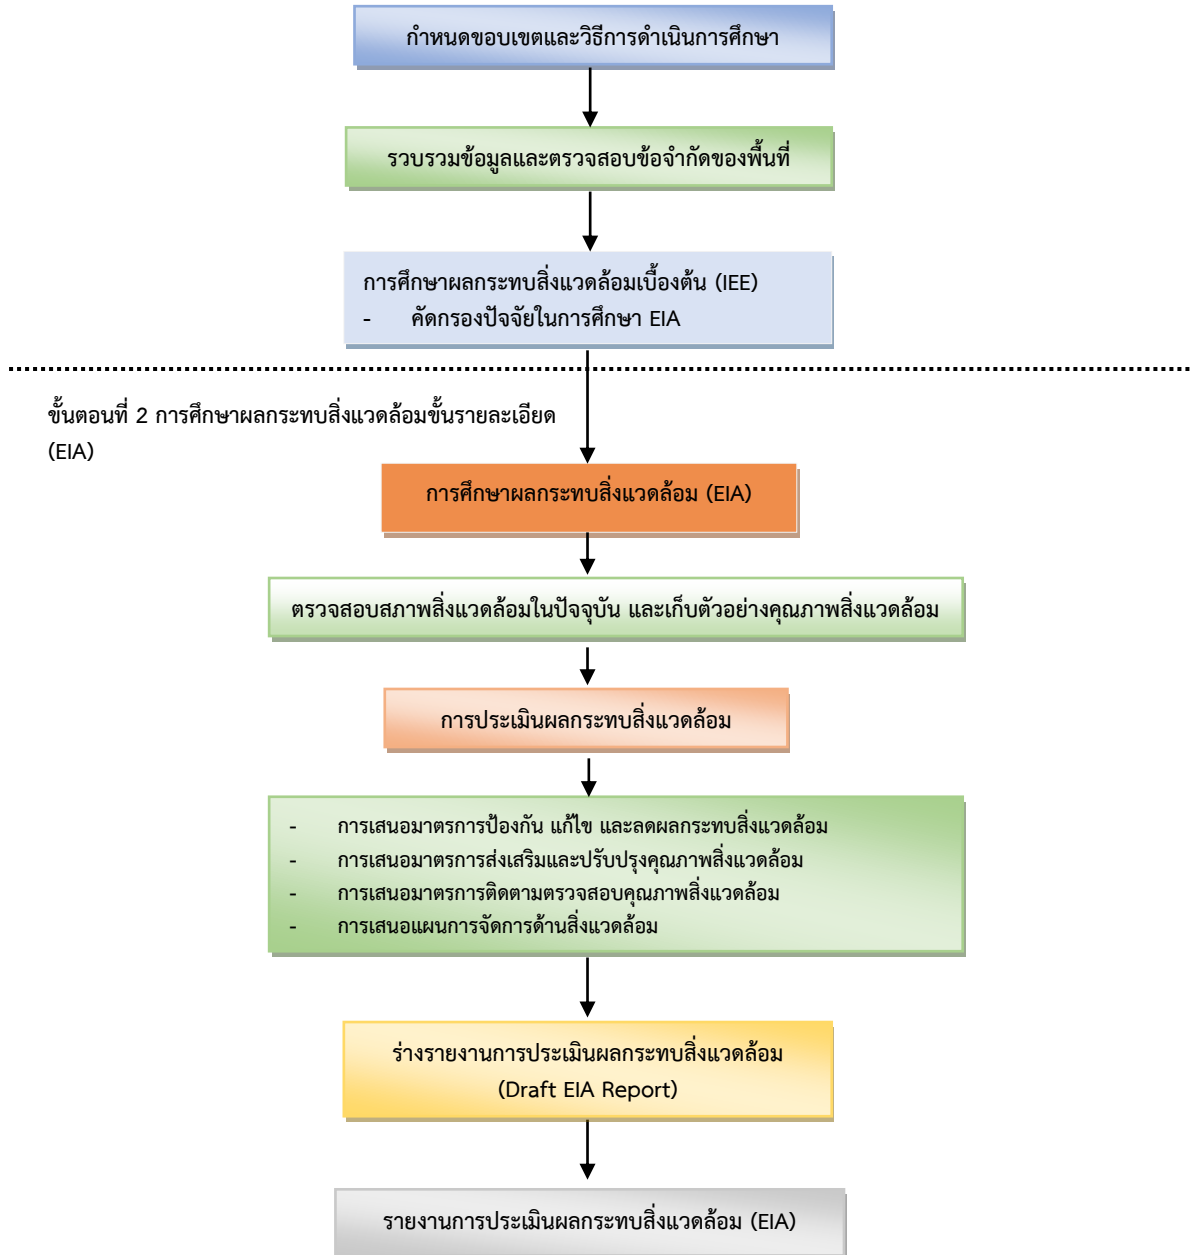 กำหนดขอบเขตและวิธีการดำเนินการศึกษา
รวบรวมข้อมูลและตรวจสอบข้อจำกัดของพื้นที่
การศึกษาผลกระทบสิ่งแวดล้อมเบื้องต้น (IEE)
- คัดกรองปัจจัยในการศึกษา EIA
ขั้นตอนที่ 2 การศึกษาผลกระทบสิ่งแวดล้อมขั้นรายละเอียด
(EIA)
การศึกษาผลกระทบสิ่งแวดล้อม (EIA)
ตรวจสอบสภาพสิ่งแวดล้อมในปัจจุบัน และเก็บตัวอย่างคุณภาพสิ่งแวดล้อม
การประเมินผลกระทบสิ่งแวดล้อม
- การเสนอมาตรการป้องกัน แก้ไข และลดผลกระทบสิ่งแวดล้อม
- การเสนอมาตรการส่งเสริมและปรับปรุงคุณภาพสิ่งแวดล้อม
- การเสนอมาตรการติดตามตรวจสอบคุณภาพสิ่งแวดล้อม
- การเสนอแผนการจัดการด้านสิ่งแวดล้อม
ร่างรายงานการประเมินผลกระทบสิ่งแวดล้อม
(Draft EIA Report)
รายงานการประเมินผลกระทบสิ่งแวดล้อม (EIA)